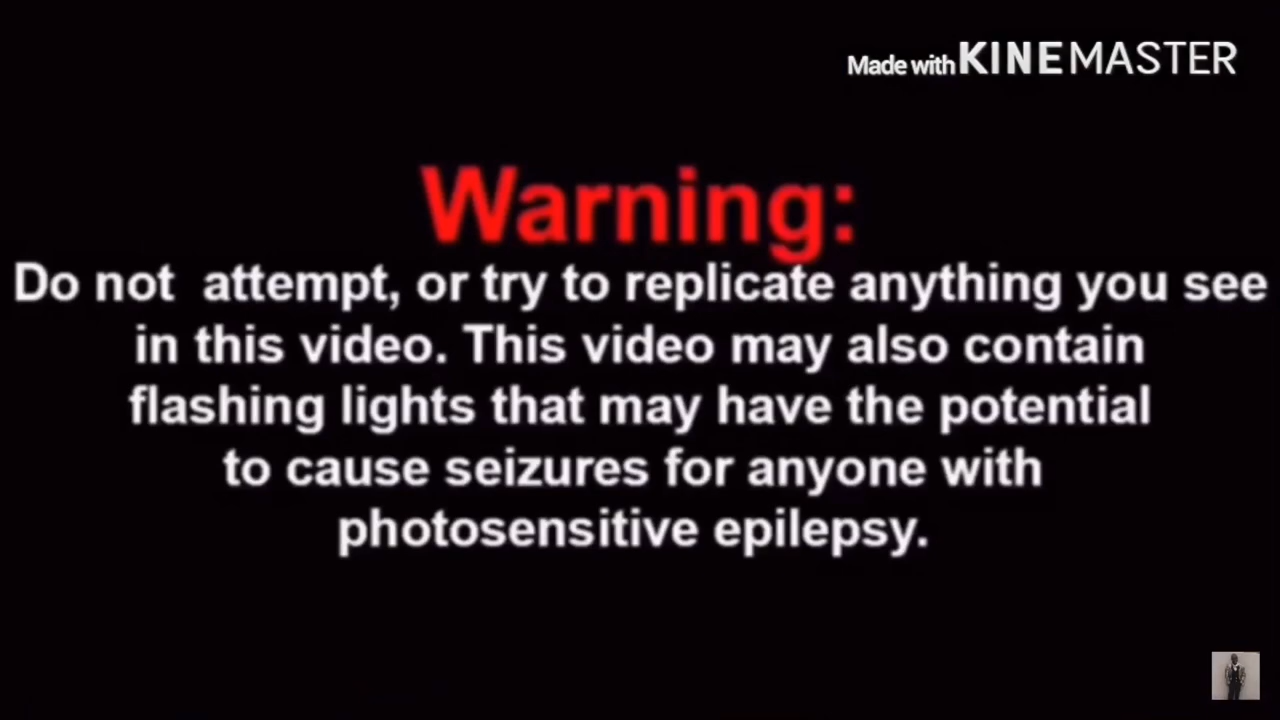 Made with KINEMASTER
Warning:
Do not  attempt, or try to replicate anything you see
in this video. This video may also contain
flashing lights that may have the potential
to cause seizures for anyone with
photosensitive epilepsy.